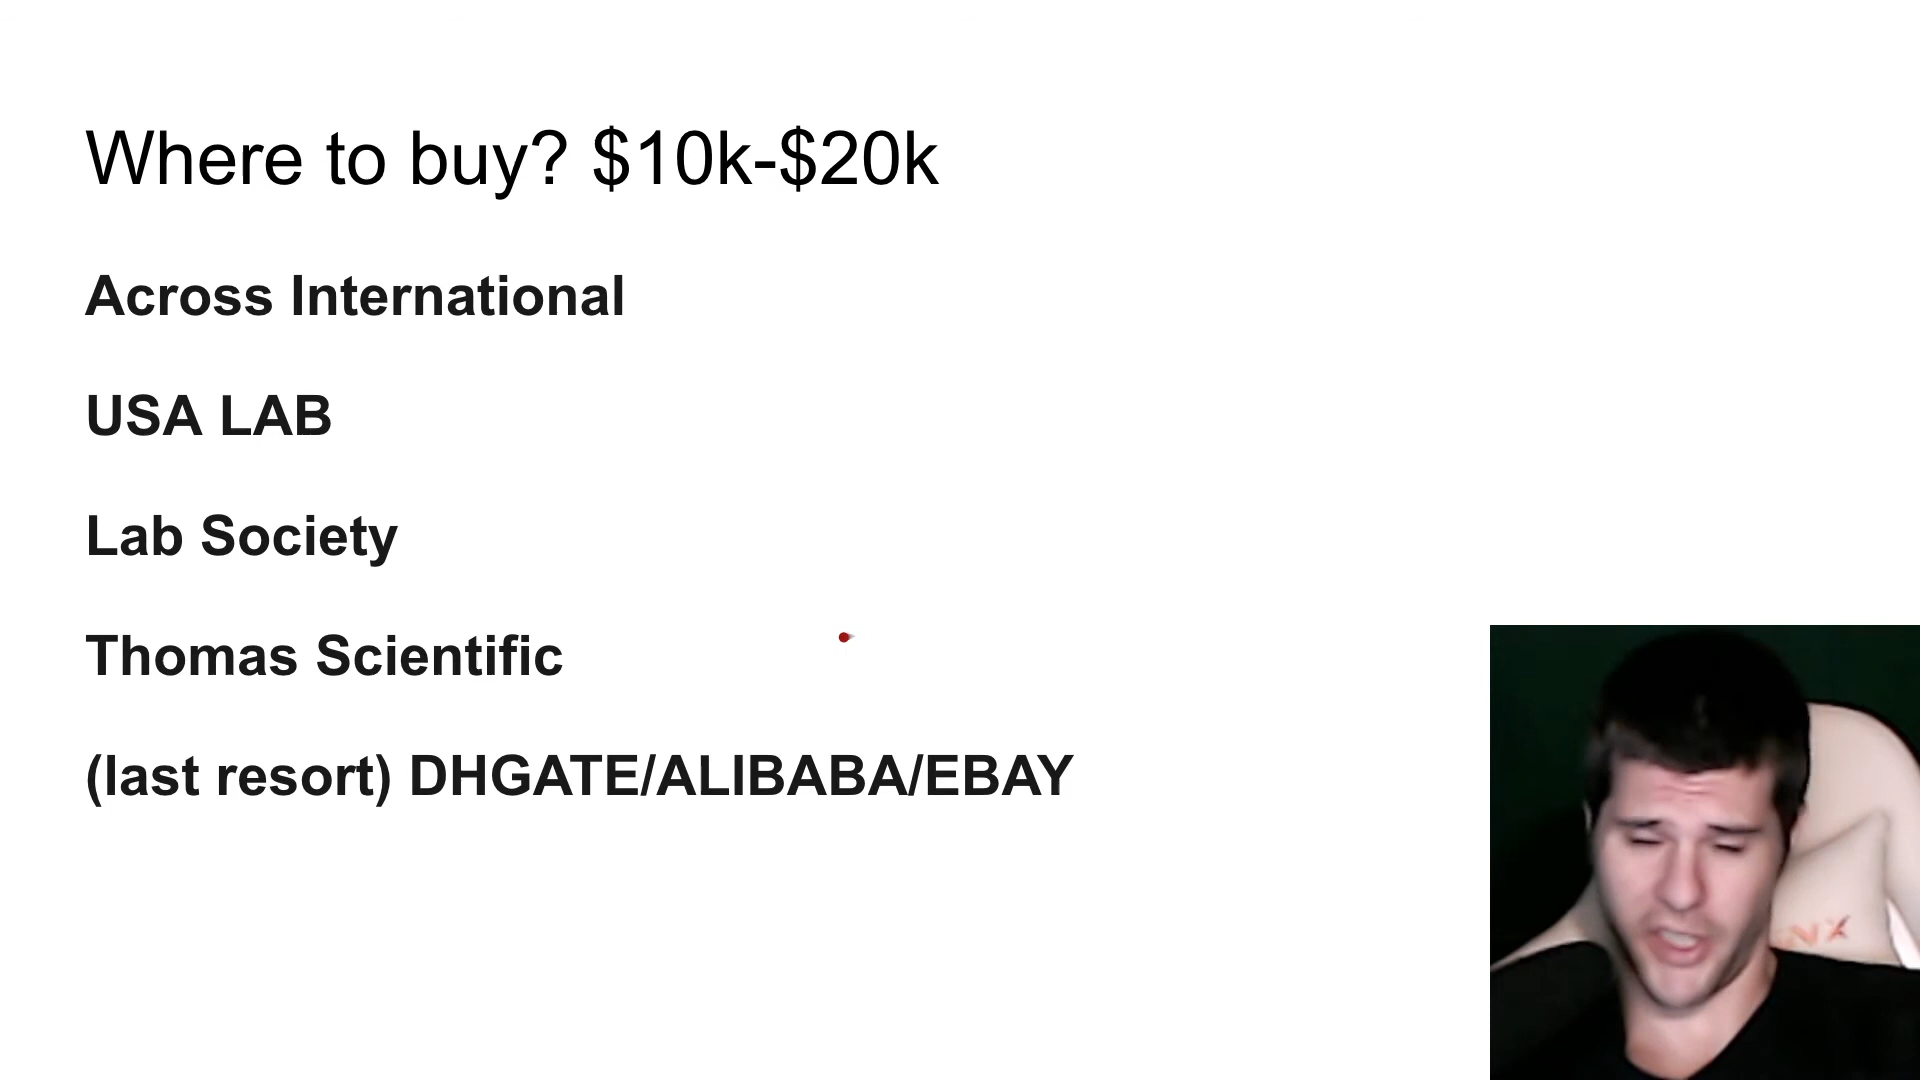 Where to buy? $10k-$20k
Across International
USA LAB
Lab Society
Thomas Scientific
(last resort) DHGATE/ALIBABA/EBAY